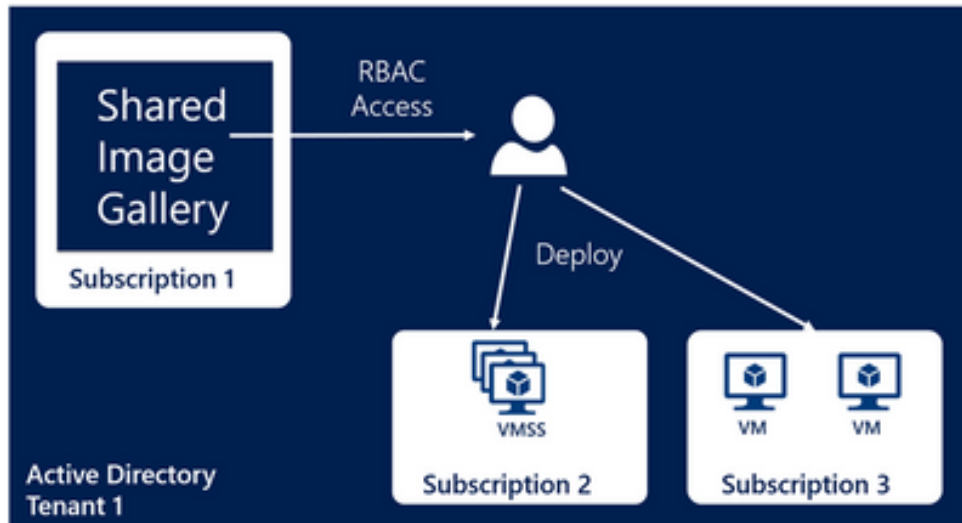 Shared
Image
Gallery
Subscription 1
RBAC
Access
Deploy
VMSS
Subscription 2
VM
VM
Subscription 3
Active Directory
Tenant 1